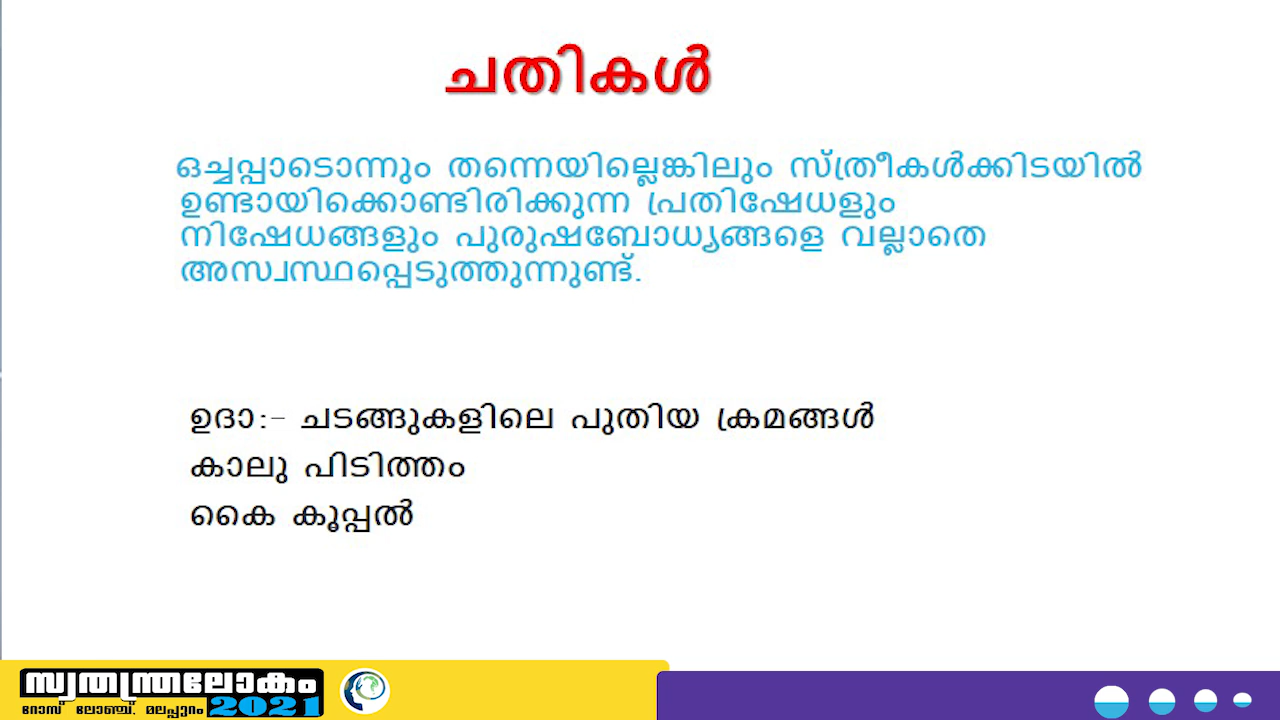 ചതികൾ
ഒച്ചപ്പാടൊന്നും തന്നെയില്ലെങ്കിലും സ്ത്രീകൾക്കിടയിൽ
ഉണ്ടായിക്കൊണ്ടിരിക്കുന്ന പ്രതിഷേധളും
നിഷേധങ്ങളും പുരുഷബോധ്യങ്ങളെ വല്ലാതെ
അസ്വസ്ഥപ്പെടുത്തുന്നുണ്ട്.
ഉദാ:- ചടങ്ങുകളിലെ പുതിയ ക്രമങ്ങൾ
കാലു പിടിത്തം
കൈ കൂപ്പൽ
സ്വതന്ത്രലോകം
റോസ് ലോഞ്ച്. മലപ്പുറം 2021